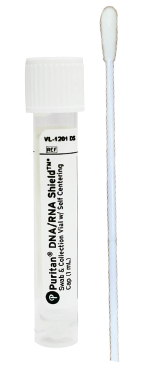 VL-1201 DS
REF
Puritan® DNA/RNA Shield™
Swab & Collection Vial w/ Self Centering
Cap (1 mL)